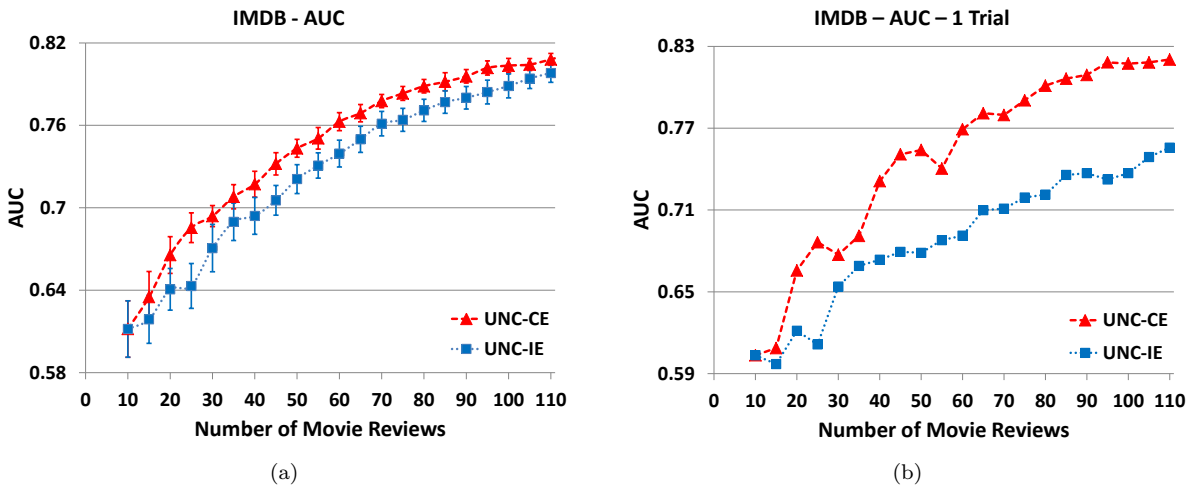 IMDB - AUC
0.82
0.76
0.7
0.64
0.58
AUC
UNC-CE
UNC-IE
0 10 20 30 40 50 60 70 80 90 100 110
Number of Movie Reviews
(a)
IMDB – AUC – 1 Trial
0.83
0.77
0.71
0.65
0.59
AUC
UNC-CE
UNC-IE
0 10 20 30 40 50 60 70 80 90 100 110
Number of Movie Reviews
(b)